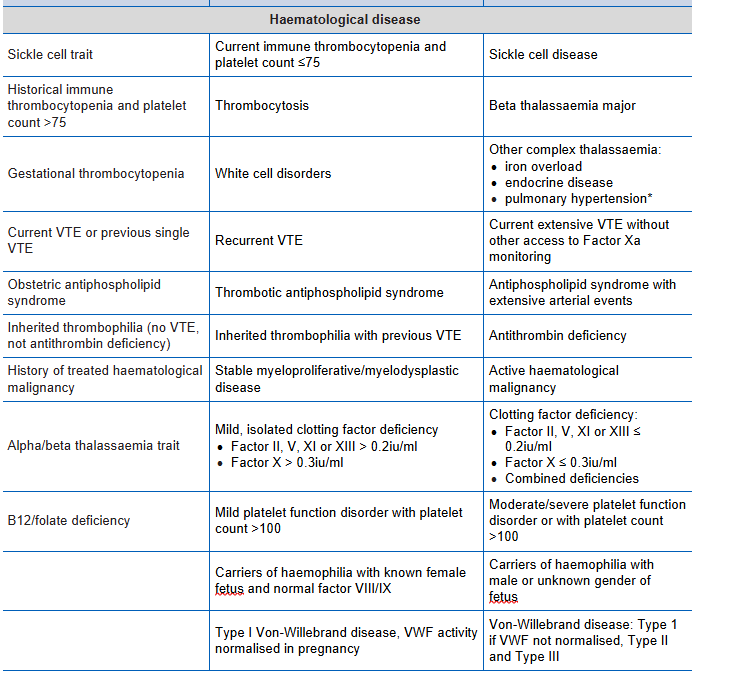 Haematological disease
Sickle cell trait
Current immune thrombocytopenia and
platelet count ≤75
Sickle cell disease
Historical immune
thrombocytopenia and platelet
count >75
Thrombocytosis
Beta thalassaemia major
Gestational thrombocytopenia
White cell disorders
Other complex thalassaemia:
• iron overload
• endocrine disease
• pulmonary hypertension*
Current VTE or previous single
VTE
Recurrent VTE
Current extensive VTE without
other access to Factor Xa
monitoring
Obstetric antiphospholipid
syndrome
Thrombotic antiphospholipid syndrome
Antiphospholipid syndrome with
extensive arterial events
Inherited thrombophilia (no VTE,
not antithrombin deficiency)
Inherited thrombophilia with previous VTE
Antithrombin deficiency
History of treated haematological
malignancy
Stable myeloproliferative/myelodysplastic
disease
Active haematological
malignancy
Alpha/beta thalassaemia trait
Mild, isolated clotting factor deficiency
• Factor II, V, XI or XIII > 0.2iu/ml
• Factor X > 0.3iu/ml
Clotting factor deficiency:
• Factor II, V, XI or XIII ≤
0.2iu/ml
• Factor X ≤ 0.3iu/ml
• Combined deficiencies
B12/folate deficiency
Mild platelet function disorder with platelet
count >100
Moderate/severe platelet function
disorder or with platelet count
>100
Carriers of haemophilia with known female
fetus and normal factor VIII/IX
Carriers of haemophilia with
male or unknown gender of
fetus
Type I Von-Willebrand disease, VWF activity
normalised in pregnancy
Von-Willebrand disease: Type 1
if VWF not normalised, Type II
and Type III